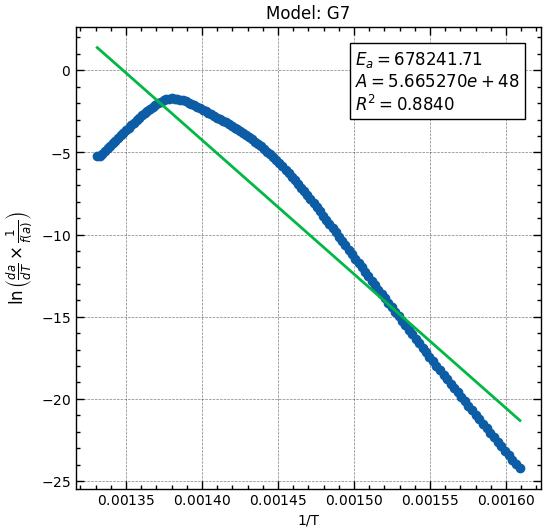 Model: G7
E_a = 678241.71
A = 5.665270e + 48
R² = 0.8840
ln(da/dT × 1/f(a))
0
−5
−10
−15
−20
−25
0.00135 0.00140 0.00145 0.00150 0.00155 0.00160
1/T